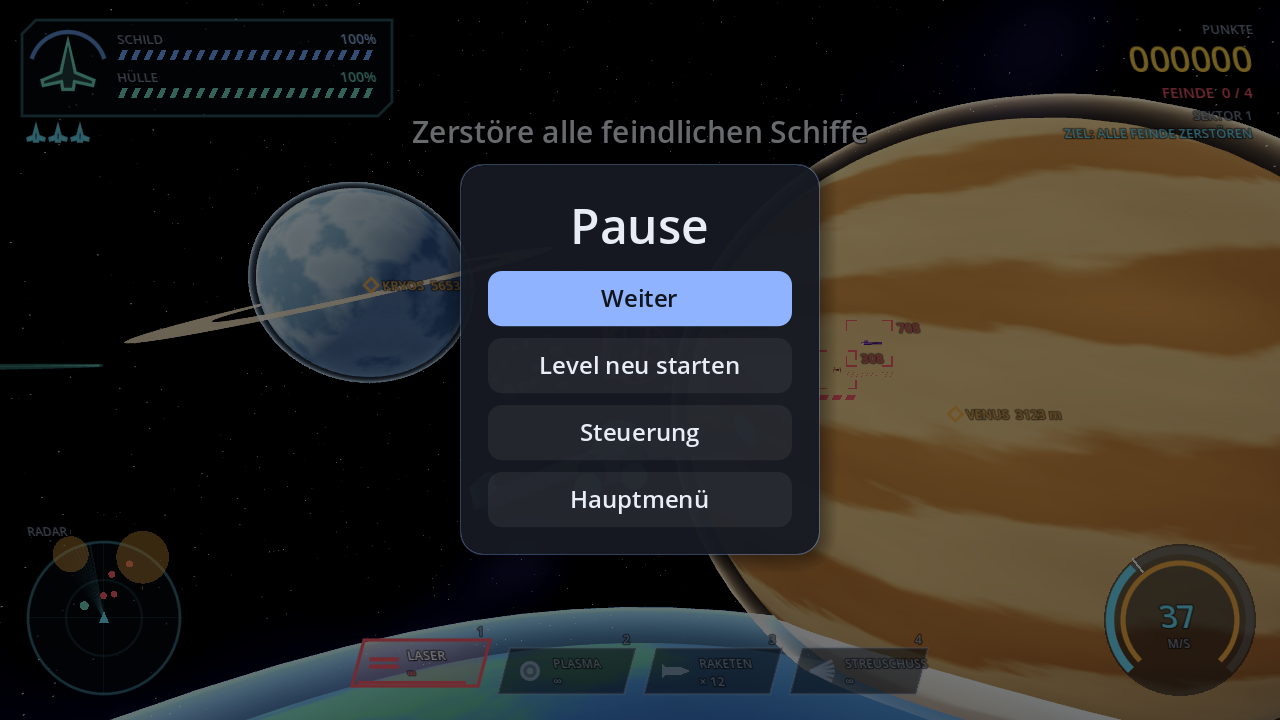 SCHILD 100%
HÜLLE 100%
PUNKTE
000000
FEINDE 0 / 4
SEKTOR 1
ZIEL: ALLE FEINDE ZERSTÖREN
Zerstöre alle feindlichen Schiffe
Pause
Weiter
Level neu starten
Steuerung
Hauptmenü
KRYOS 5653
VENUS 3123 m
RADAR
1
LASER
∞
2
PLASMA
∞
3
RAKETEN
× 12
4
STREUSCHUSS
∞
37
M/S